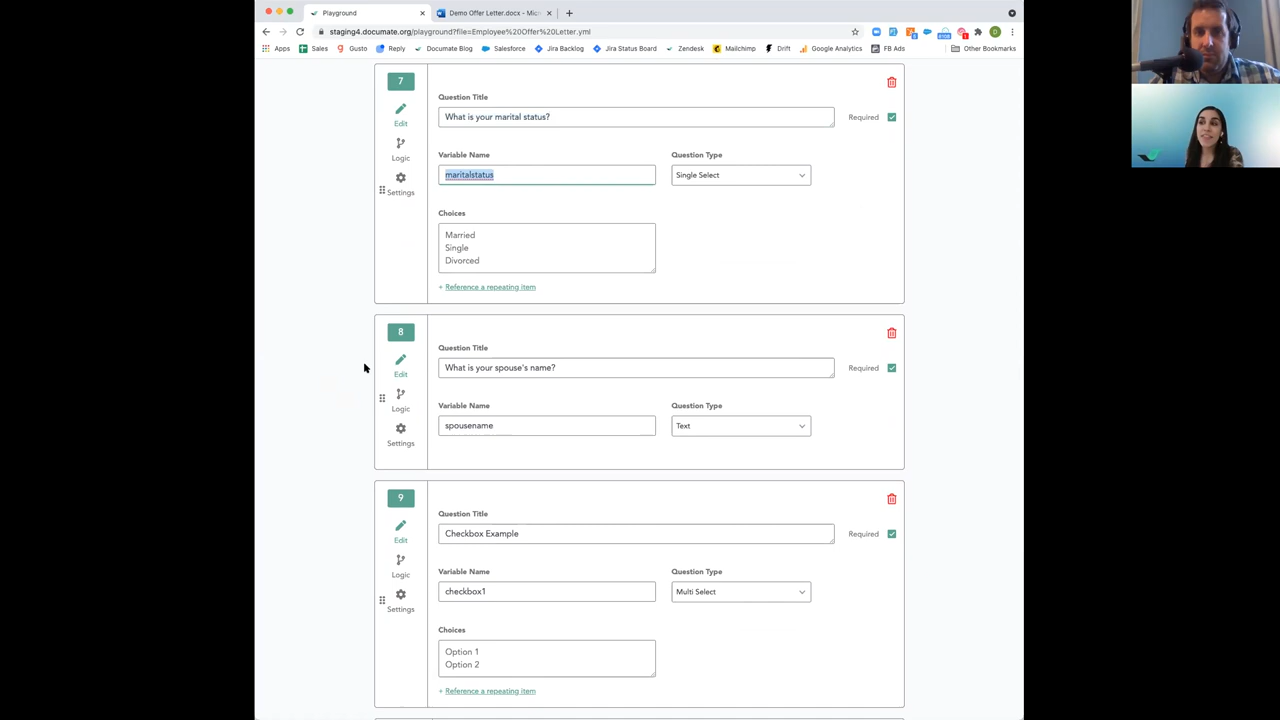 Playground
Demo Offer Letter.docx - Micr
staging4.documate.org/playground?file=Employee%20Offer%20Letter.yml
Apps Sales Gusto Reply Documate Blog Salesforce Jira Backlog Jira Status Board Zendesk Mailchimp Drift Google Analytics FB Ads Other Bookmarks
7
Edit
Logic
Settings
Question Title
What is your marital status?
Required
Variable Name
maritalstatus
Question Type
Single Select
Choices
Married
Single
Divorced
+ Reference a repeating item
8
Edit
Logic
Settings
Question Title
What is your spouse's name?
Required
Variable Name
spousename
Question Type
Text
9
Edit
Logic
Settings
Question Title
Checkbox Example
Required
Variable Name
checkbox1
Question Type
Multi Select
Choices
Option 1
Option 2
+ Reference a repeating item